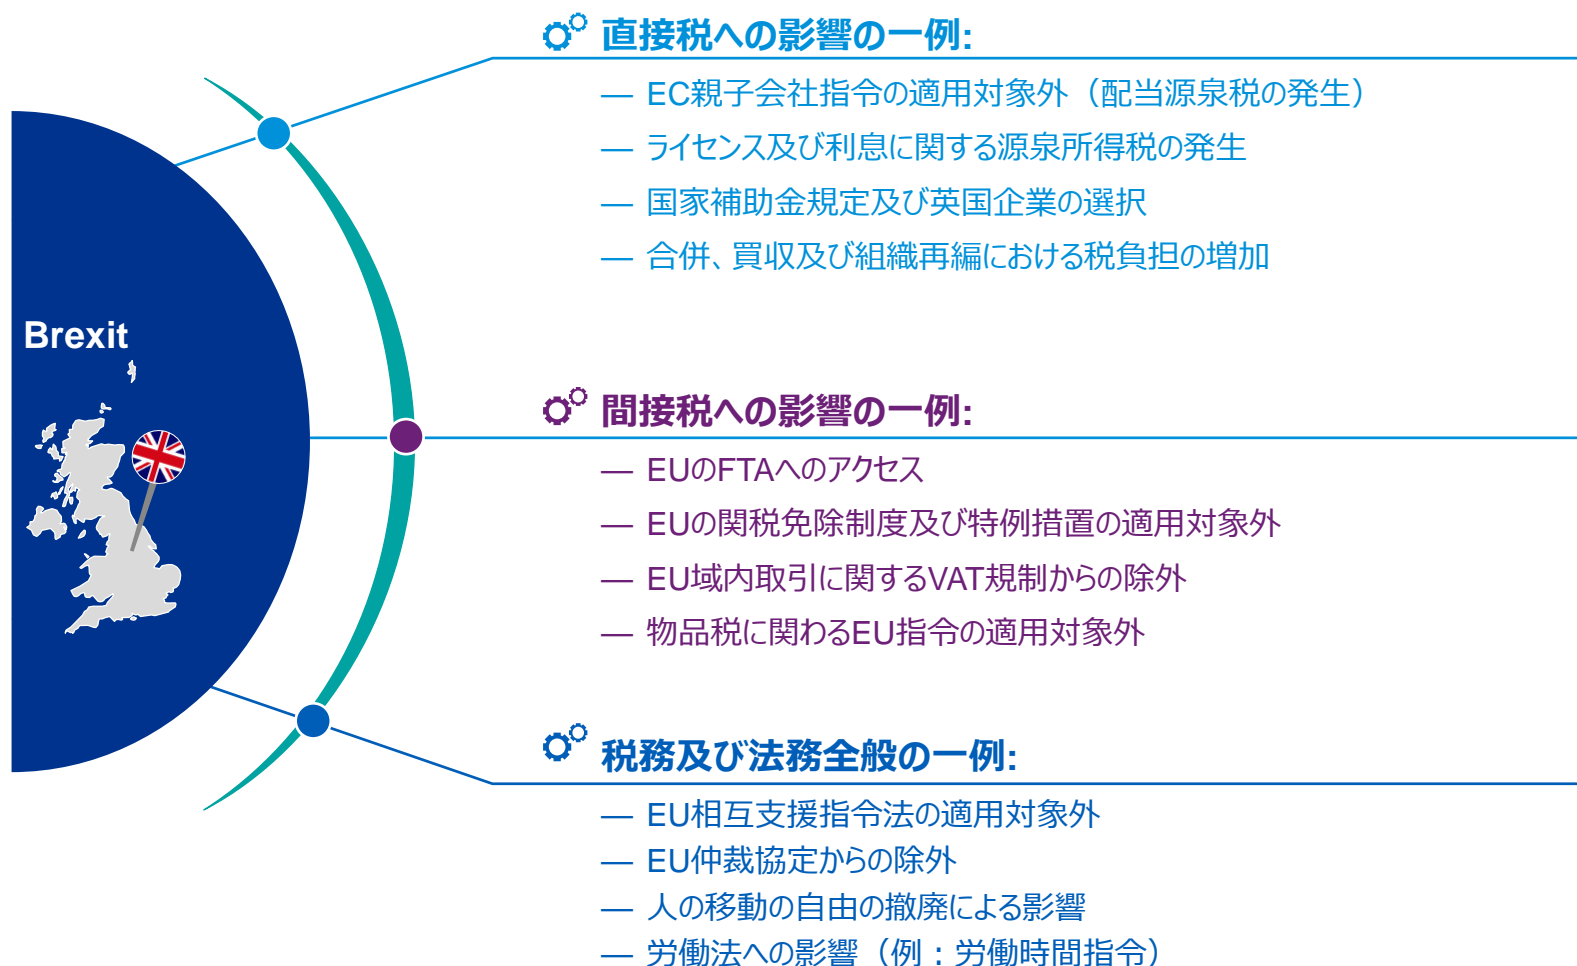 直接税への影響の一例:
— EC親子会社指令の適用対象外（配当源泉税の発生）
— ライセンス及び利息に関する源泉所得税の発生
— 国家補助金規定及び英国企業の選択
— 合併、買収及び組織再編における税負担の増加
Brexit
間接税への影響の一例:
— EUのFTAへのアクセス
— EUの関税免除制度及び特例措置の適用対象外
— EU域内取引に関するVAT規制からの除外
— 物品税に関わるEU指令の適用対象外
税務及び法務全般の一例:
— EU相互支援指令法の適用対象外
— EU仲裁協定からの除外
— 人の移動の自由の撤廃による影響
— 労働法への影響（例：労働時間指令）